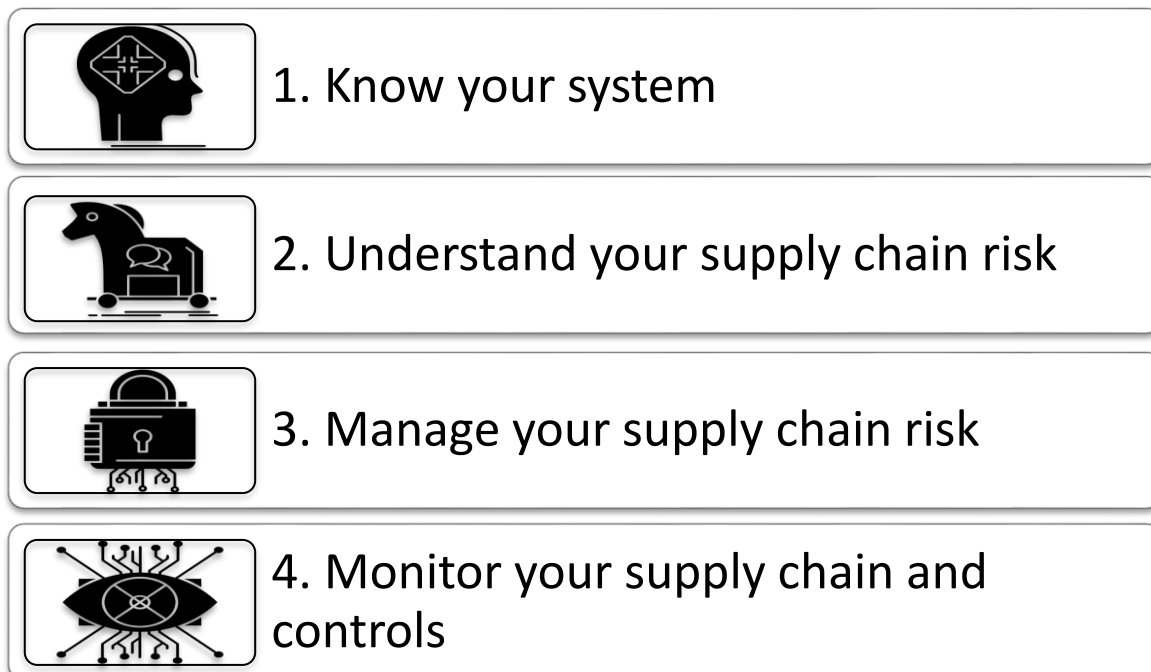 1. Know your system
2. Understand your supply chain risk
3. Manage your supply chain risk
4. Monitor your supply chain and
controls